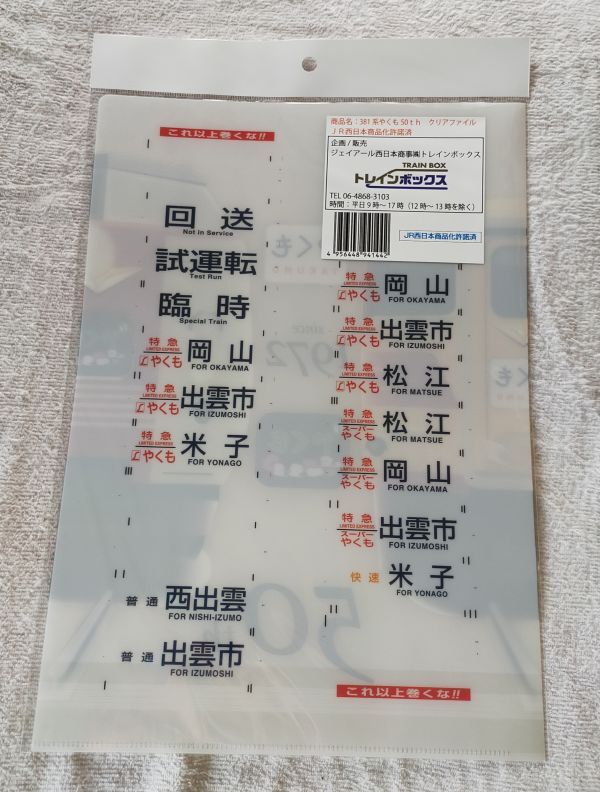 これ以上巻くな!!
回送
Not in Service
試運転
Test Run
臨時
Special Train
特急
LIMITED EXPRESS
やくも
岡山
FOR OKAYAMA
特急
LIMITED EXPRESS
やくも
出雲市
FOR IZUMOSHI
特急
LIMITED EXPRESS
やくも
米子
FOR YONAGO
普通
西出雲
FOR NISHI-IZUMO
普通
出雲市
FOR IZUMOSHI
商品名:381系やくも50th クリアファイル
JR西日本商品化許諾済
企画/販売
ジェイアール西日本商事㈱トレインボックス
TRAIN BOX
トレインボックス
TEL 06-4868-3103
時間:平日9時~17時(12時~13時を除く)
4956448941442
JR西日本商品化許諾済
特急
LIMITED EXPRESS
やくも
岡山
FOR OKAYAMA
特急
LIMITED EXPRESS
やくも
出雲市
FOR IZUMOSHI
特急
LIMITED EXPRESS
やくも
松江
FOR MATSUE
特急
LIMITED EXPRESS
スーパー
やくも
松江
FOR MATSUE
特急
LIMITED EXPRESS
スーパー
やくも
岡山
FOR OKAYAMA
特急
LIMITED EXPRESS
スーパー
やくも
出雲市
FOR IZUMOSHI
快速
米子
FOR YONAGO
これ以上巻くな!!